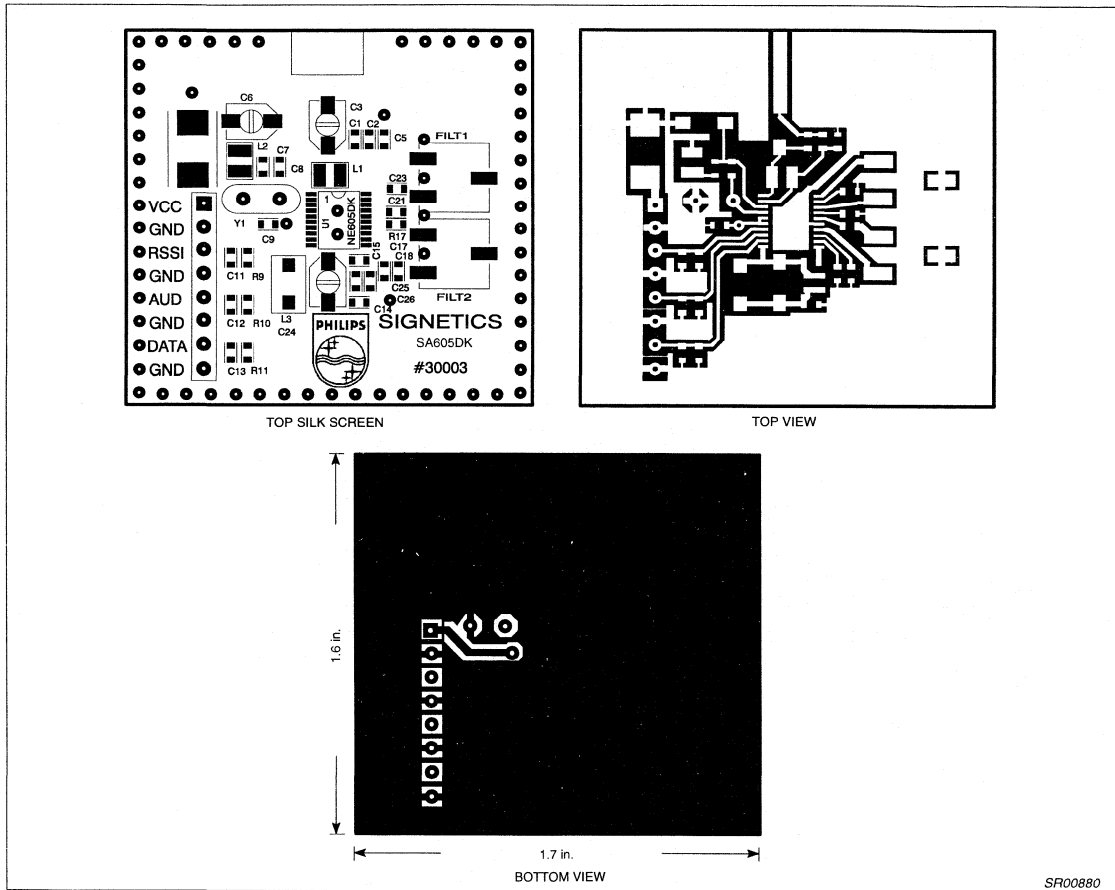 C6
C3
C1 C2 C5
FILT1
L2
C7
C8
L1
C23
VCC
1
C21
GND
Y1
U1
NE605DK
R17
C9
C17
RSSI
C15
C18
GND
C11 R9
C25
AUD
FILT2
C26
GND
C12 R10
L3
C14
C24
PHILIPS
SIGNETICS
DATA
SA605DK
GND
C13 R11
#30003
TOP SILK SCREEN
TOP VIEW
1.6 in.
1.7 in.
BOTTOM VIEW
SR00880